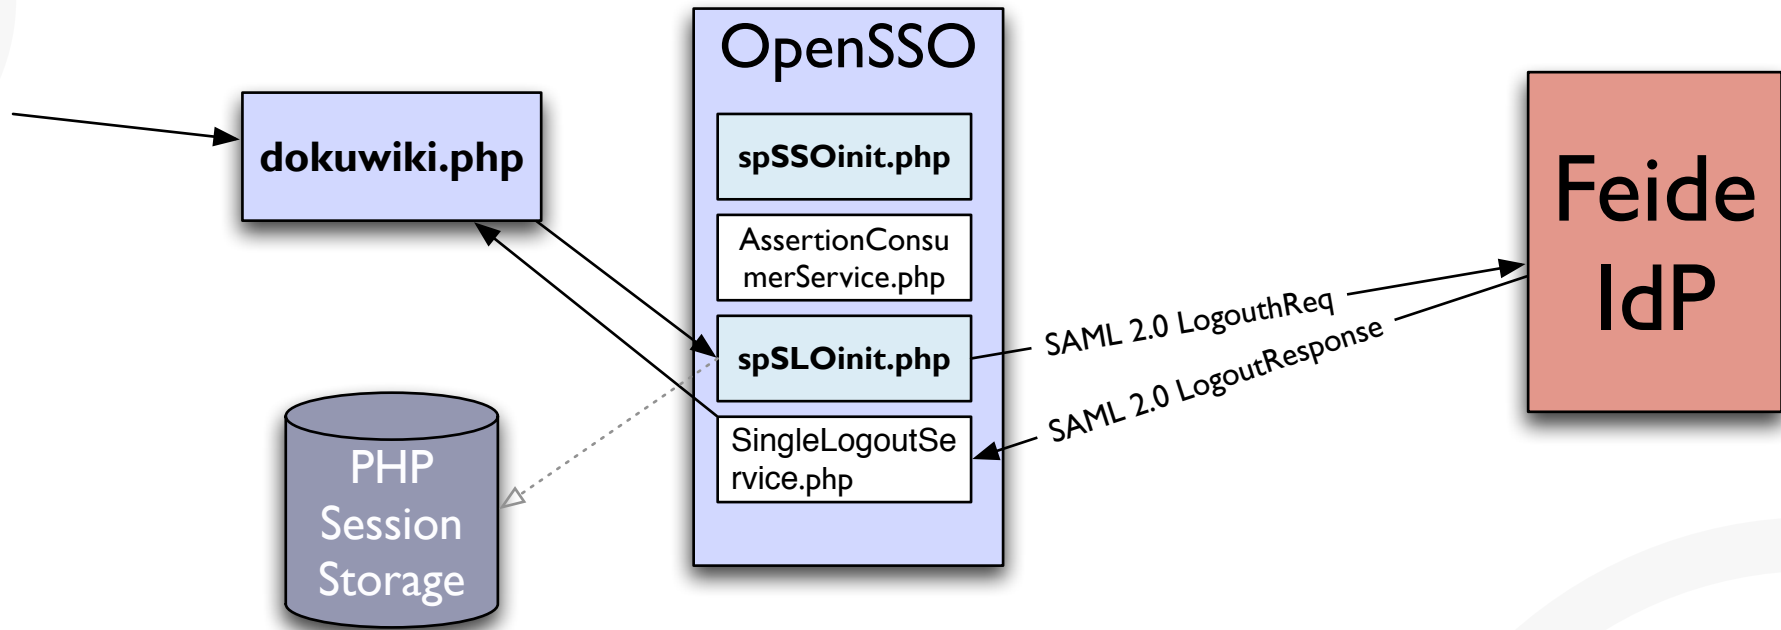 OpenSSO
dokuwiki.php
spSSOinit.php
AssertionConsu
merService.php
spSLOinit.php
SingleLogoutSe
rvice.php
SAML 2.0 LogouthReq
SAML 2.0 LogoutResponse
Feide
IdP
PHP
Session
Storage